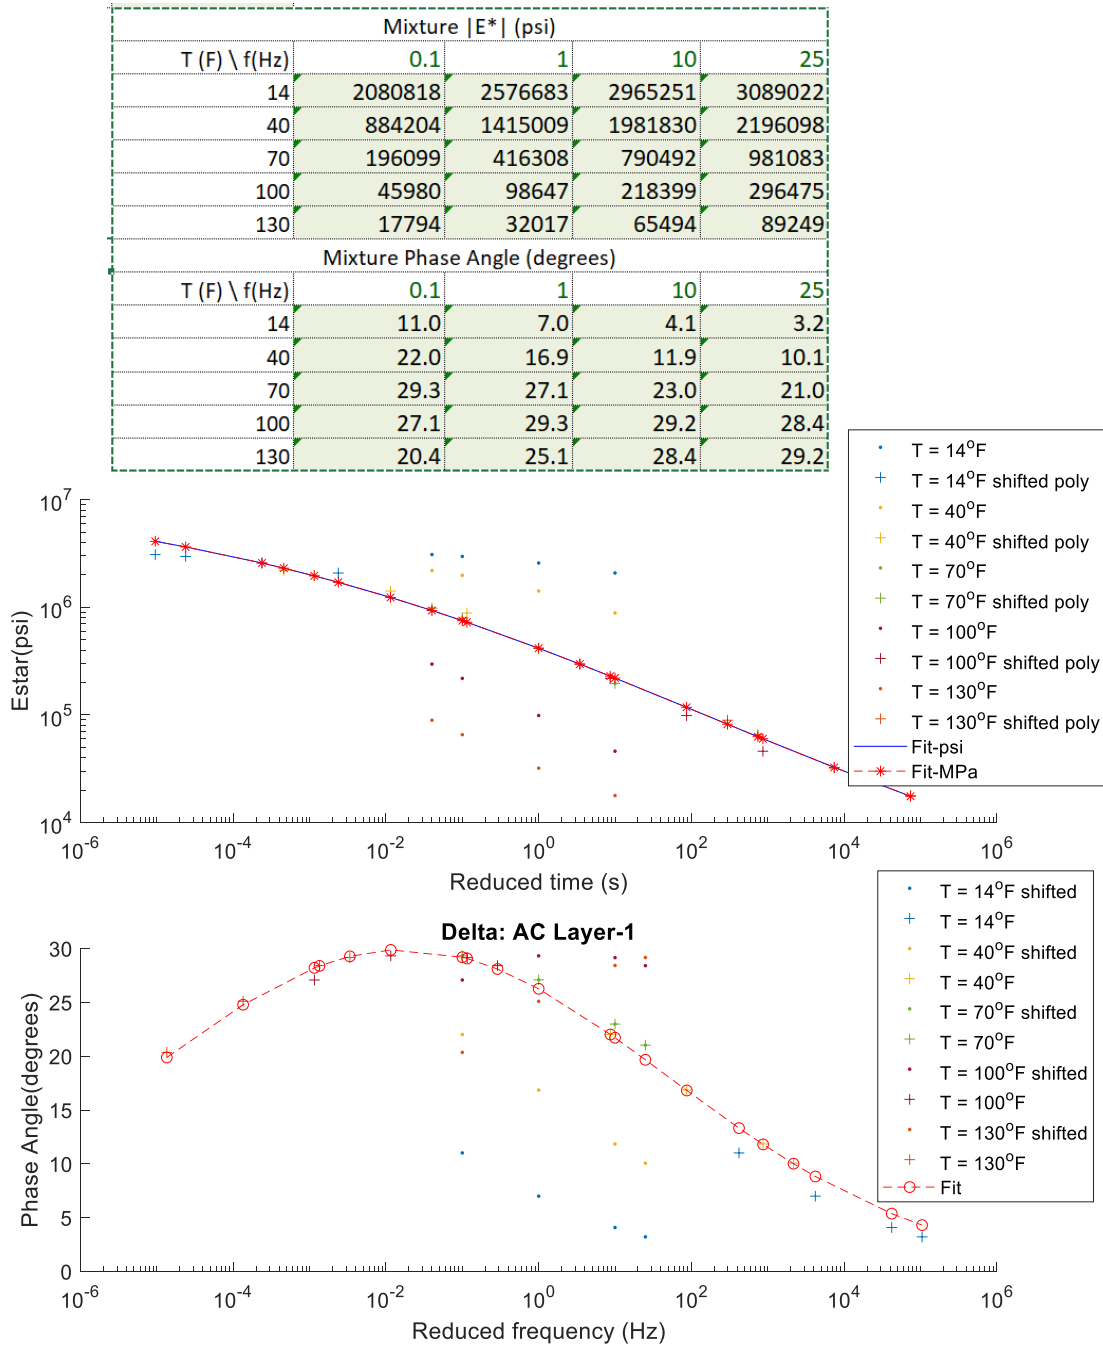 Mixture |E*| (psi)
T (F) \ f(Hz) 0.1 1 10 25
14 2080818 2576683 2965251 3089022
40 884204 1415009 1981830 2196098
70 196099 416308 790492 981083
100 45980 98647 218399 296475
130 17794 32017 65494 89249
Mixture Phase Angle (degrees)
T (F) \ f(Hz) 0.1 1 10 25
14 11.0 7.0 4.1 3.2
40 22.0 16.9 11.9 10.1
70 29.3 27.1 23.0 21.0
100 27.1 29.3 29.2 28.4
130 20.4 25.1 28.4 29.2
T = 14°F
T = 14°F shifted poly
T = 40°F
T = 40°F shifted poly
T = 70°F
T = 70°F shifted poly
T = 100°F
T = 100°F shifted poly
T = 130°F
T = 130°F shifted poly
Fit-psi
Fit-MPa
10^7
10^6
10^5
10^4
Estar(psi)
10^-6 10^-4 10^-2 10^0 10^2 10^4 10^6
Reduced time (s)
Delta: AC Layer-1
T = 14°F shifted
T = 14°F
T = 40°F shifted
T = 40°F
T = 70°F shifted
T = 70°F
T = 100°F shifted
T = 100°F
T = 130°F shifted
T = 130°F
Fit
30
25
20
15
10
5
0
Phase Angle(degrees)
10^-6 10^-4 10^-2 10^0 10^2 10^4 10^6
Reduced frequency (Hz)